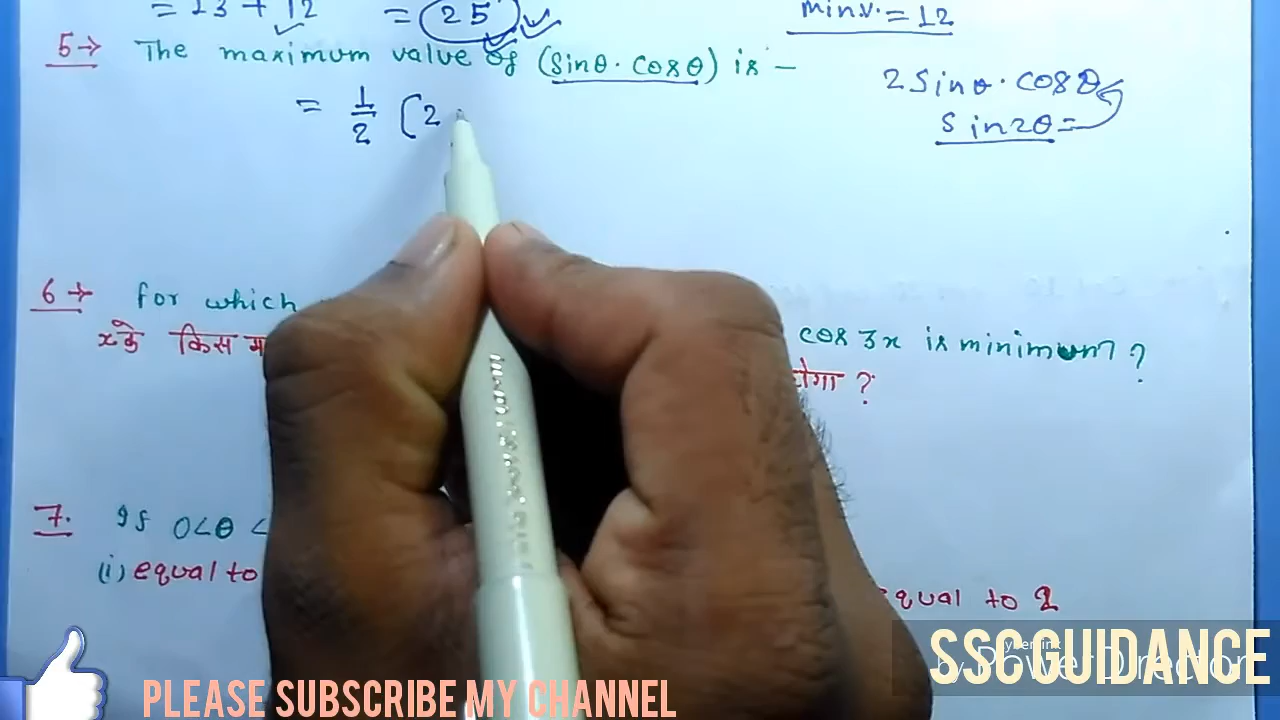 = 13 + 12 = 25 minv. = 12
5→ The maximum value of (sinθ · cosθ) is –
2 sinθ · cosθ
= 1/2 (2
sin2θ =
6→ for which
cos 3x is minimum ?
x के किस
होगा ?
7. If 0<θ<
(i) equal to
equal to 2
SSCGUIDANCE
PLEASE SUBSCRIBE MY CHANNEL